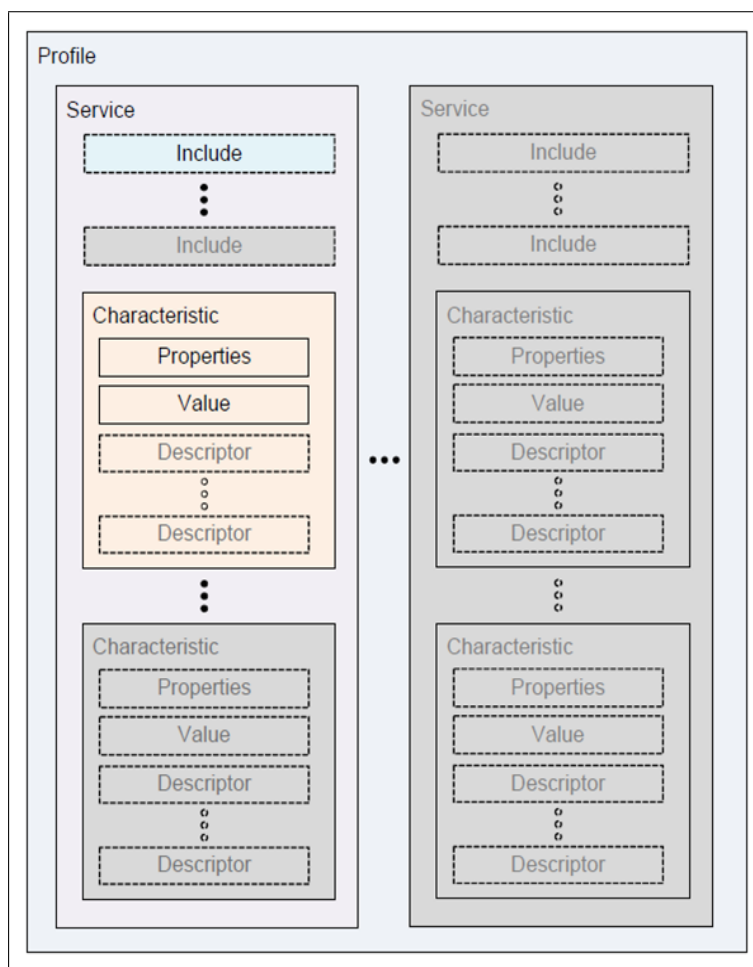 Profile
Service
Include
Include
Characteristic
Properties
Value
Descriptor
Descriptor
Characteristic
Properties
Value
Descriptor
Descriptor
Service
Include
Include
Characteristic
Properties
Value
Descriptor
Descriptor
Characteristic
Properties
Value
Descriptor
Descriptor